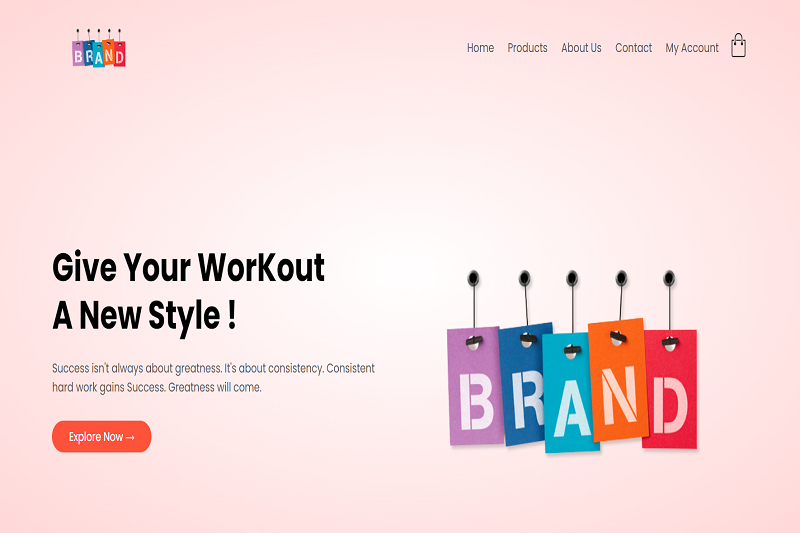 BRAND
Home Products About Us Contact My Account
Give Your WorKout
A New Style !
Success isn't always about greatness. It's about consistency. Consistent
hard work gains Success. Greatness will come.
Explore Now →
BRAND